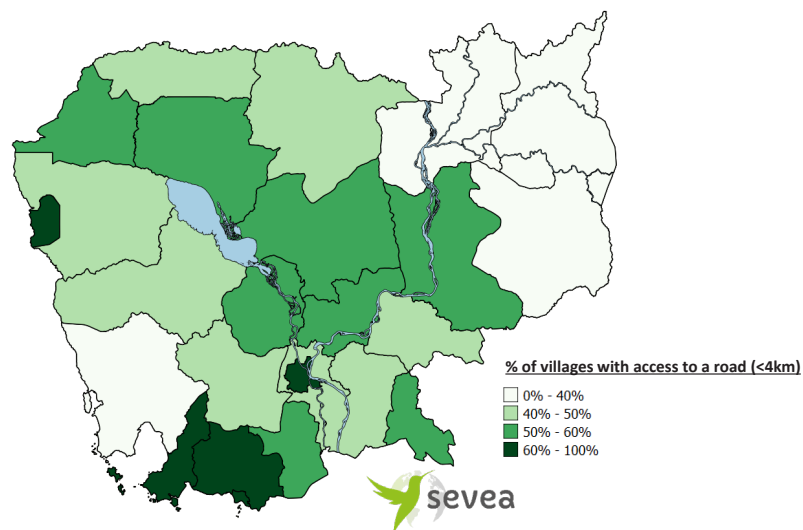 % of villages with access to a road (<4km)
0% - 40%
40% - 50%
50% - 60%
60% - 100%
sevea